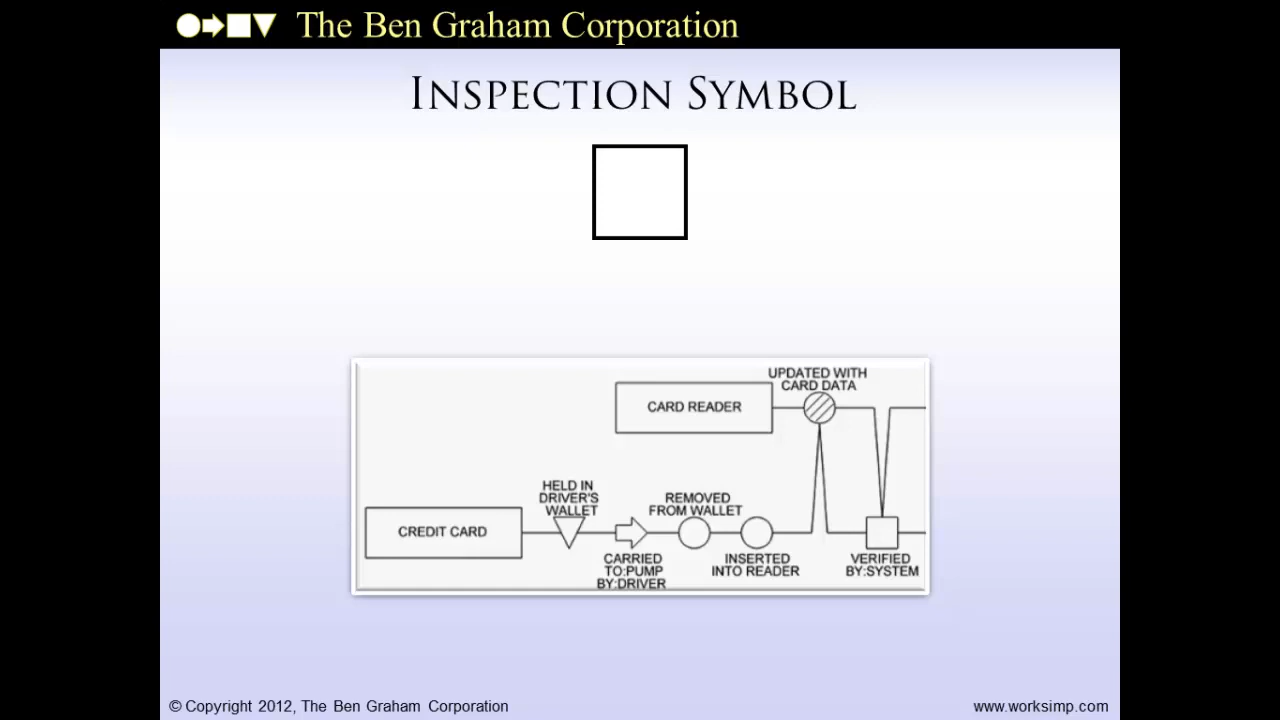 The Ben Graham Corporation
INSPECTION SYMBOL
UPDATED WITH
CARD DATA
CARD READER
HELD IN
DRIVER'S
WALLET
REMOVED
FROM WALLET
CREDIT CARD
CARRIED
TO:PUMP
BY:DRIVER
INSERTED
INTO READER
VERIFIED
BY:SYSTEM
© Copyright 2012, The Ben Graham Corporation
www.worksimp.com